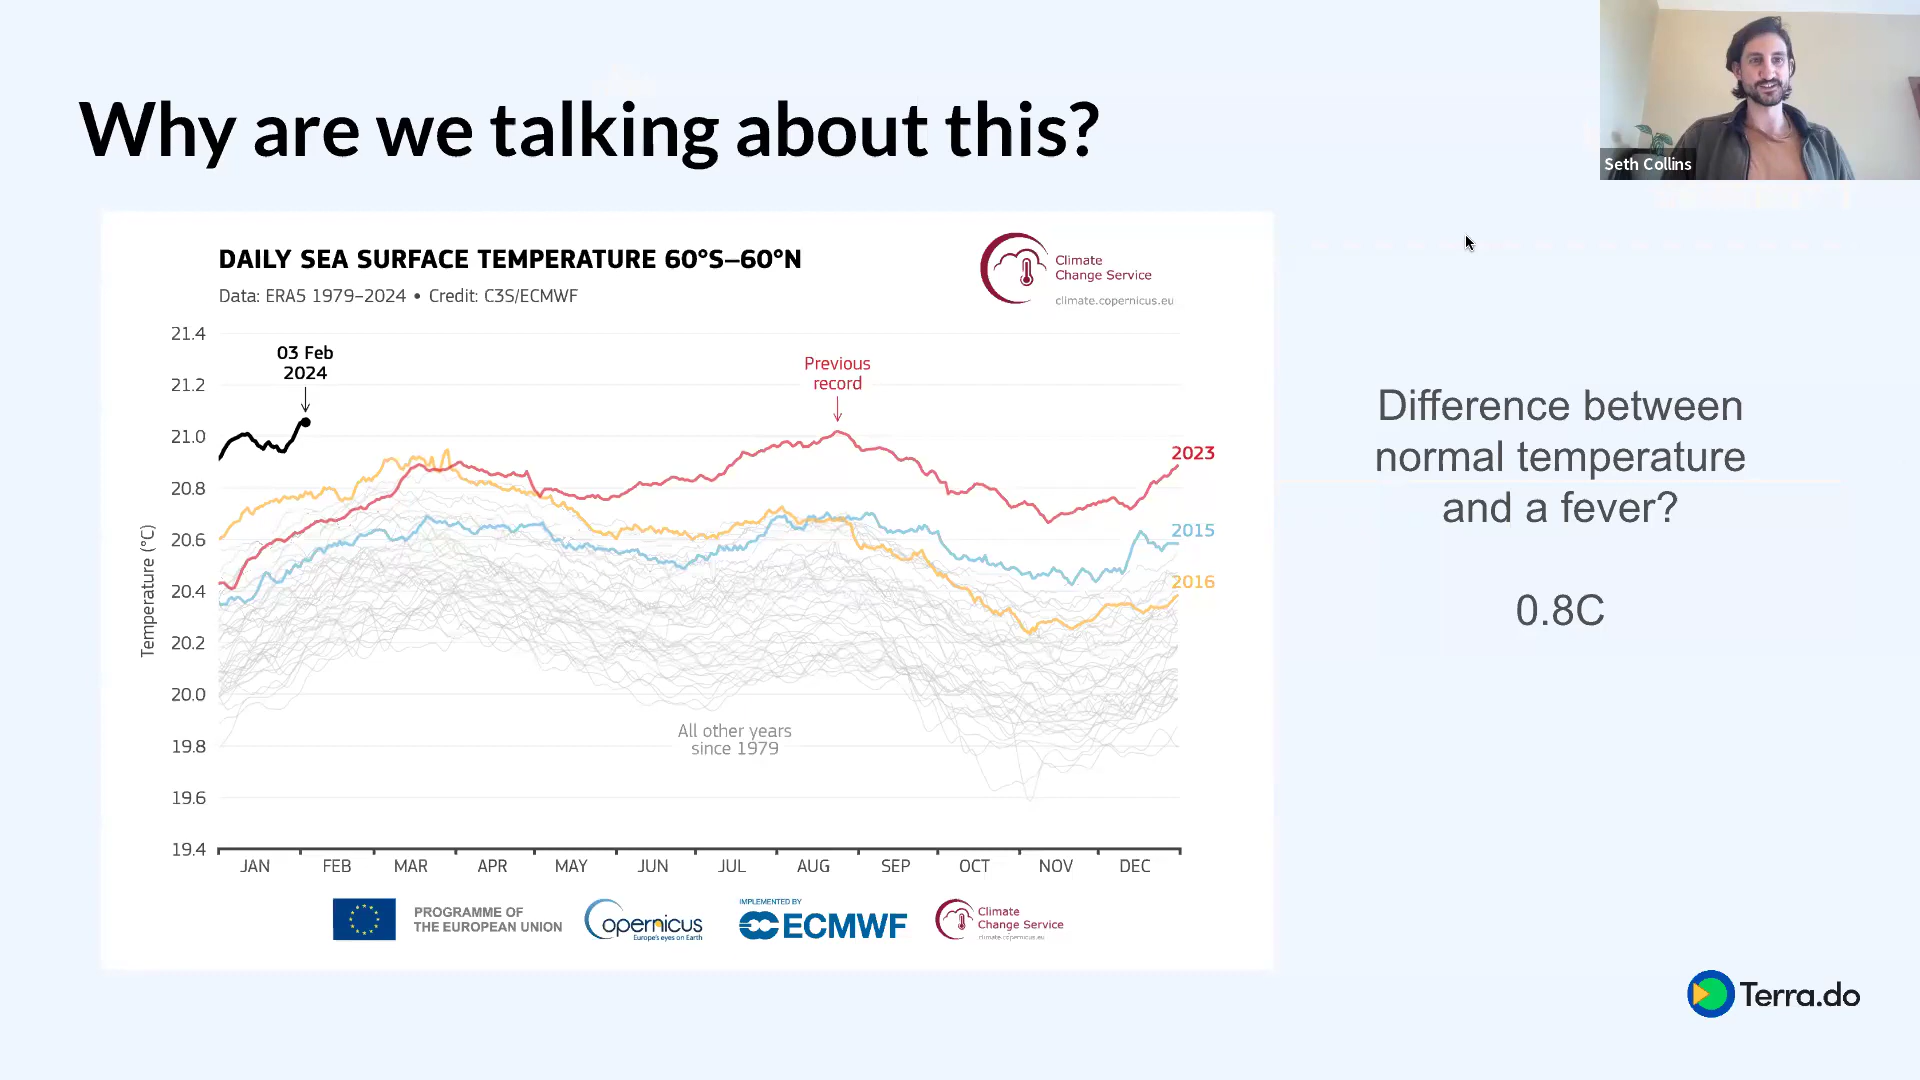 Why are we talking about this?
Seth Collins
DAILY SEA SURFACE TEMPERATURE 60°S–60°N
Data: ERA5 1979–2024 • Credit: C3S/ECMWF
Climate
Change Service
climate.copernicus.eu
21.4
21.2
21.0
20.8
20.6
20.4
20.2
20.0
19.8
19.6
19.4
Temperature (°C)
03 Feb
2024
Previous
record
2023
2015
2016
All other years
since 1979
JAN FEB MAR APR MAY JUN JUL AUG SEP OCT NOV DEC
PROGRAMME OF
THE EUROPEAN UNION
opernicus
Europe's eyes on Earth
IMPLEMENTED BY
ECMWF
Climate
Change Service
climate.copernicus.eu
Difference between
normal temperature
and a fever?
0.8C
Terra.do